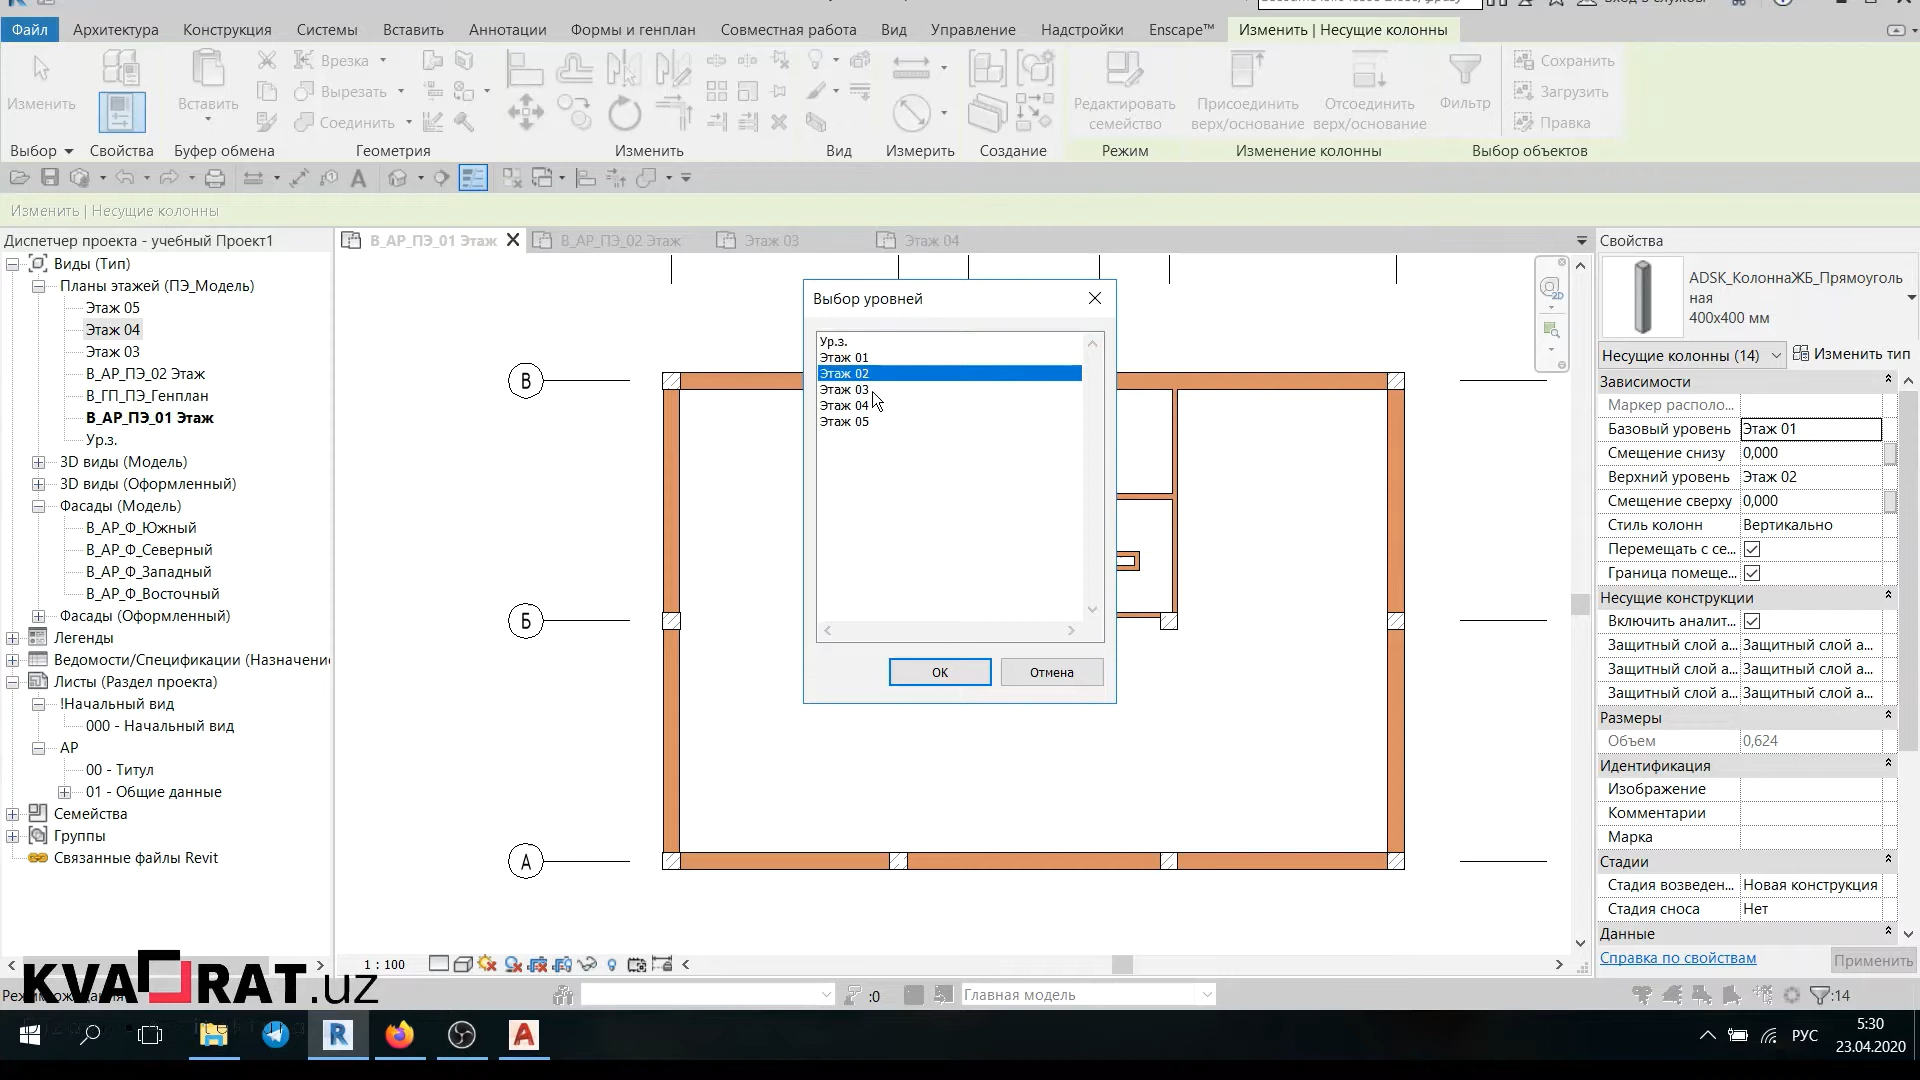 Файл Архитектура Конструкция Системы Вставить Аннотации Формы и генплан Совместная работа Вид Управление Надстройки Enscape™ Изменить | Несущие колонны
Врезка
Вырезать
Соединить
Изменить
Вставить
Редактировать семейство
Присоединить верх/основание
Отсоединить верх/основание
Фильтр
Сохранить
Загрузить
Правка
Выбор Свойства Буфер обмена Геометрия Изменить Вид Измерить Создание Режим Изменение колонны Выбор объектов
Изменить | Несущие колонны
Диспетчер проекта - учебный Проект1
Виды (Тип)
Планы этажей (ПЭ_Модель)
Этаж 05
Этаж 04
Этаж 03
В_АР_ПЭ_02 Этаж
В_ГП_ПЭ_Генплан
В_АР_ПЭ_01 Этаж
Ур.з.
3D виды (Модель)
3D виды (Оформленный)
Фасады (Модель)
В_АР_Ф_Южный
В_АР_Ф_Северный
В_АР_Ф_Западный
В_АР_Ф_Восточный
Фасады (Оформленный)
Легенды
Ведомости/Спецификации (Назначени
Листы (Раздел проекта)
!Начальный вид
000 - Начальный вид
АР
00 - Титул
01 - Общие данные
Семейства
Группы
Связанные файлы Revit
В_АР_ПЭ_01 Этаж В_АР_ПЭ_02 Этаж Этаж 03 Этаж 04
В
Б
А
Выбор уровней
Ур.з.
Этаж 01
Этаж 02
Этаж 03
Этаж 04
Этаж 05
ОК Отмена
2D
Свойства
ADSK_КолоннаЖБ_Прямоуголь
ная
400x400 мм
Несущие колонны (14) Изменить тип
Зависимости
Маркер располо...
Базовый уровень Этаж 01
Смещение снизу 0,000
Верхний уровень Этаж 02
Смещение сверху 0,000
Стиль колонн Вертикально
Перемещать с се...
Граница помеще...
Несущие конструкции
Включить аналит...
Защитный слой а... Защитный слой а...
Защитный слой а... Защитный слой а...
Защитный слой а... Защитный слой а...
Размеры
Объем 0,624
Идентификация
Изображение
Комментарии
Марка
Стадии
Стадия возведен... Новая конструкция
Стадия сноса Нет
Данные
Справка по свойствам Применить
1 : 100
KVADRAT.uz
:0 Главная модель :14
РУС
5:30
23.04.2020